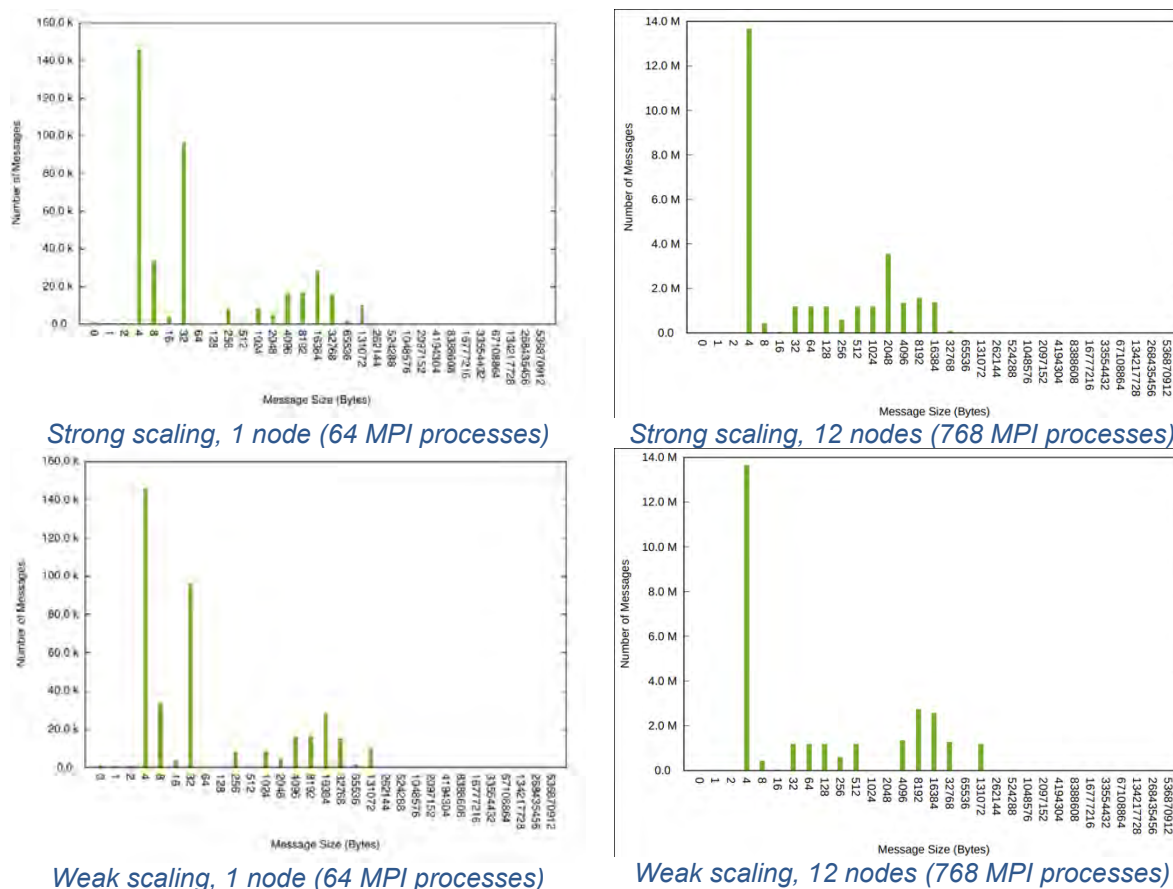 160.0 k
140.0 k
120.0 k
100.0 k
80.0 k
60.0 k
40.0 k
20.0 k
0.0
Number of Messages
0 1 2 4 8 16 32 64 128 256 512 1024 2048 4096 8192 16384 32768 65536 131072 262144 524288 1048576 2097152 4194304 8388608 16777216 33554432 67108864 134217728 268435456 536870912
Message Size (Bytes)
Strong scaling, 1 node (64 MPI processes)
14.0 M
12.0 M
10.0 M
8.0 M
6.0 M
4.0 M
2.0 M
0.0
Number of Messages
0 1 2 4 8 16 32 64 128 256 512 1024 2048 4096 8192 16384 32768 65536 131072 262144 524288 1048576 2097152 4194304 8388608 16777216 33554432 67108864 134217728 268435456 536870912
Message Size (Bytes)
Strong scaling, 12 nodes (768 MPI processes)
160.0 k
140.0 k
120.0 k
100.0 k
80.0 k
60.0 k
40.0 k
20.0 k
0.0
Number of Messages
0 1 2 4 8 16 32 64 128 256 512 1024 2048 4096 8192 16384 32768 65536 131072 262144 524288 1048576 2097152 4194304 8388608 16777216 33554432 67108864 134217728 268435456 536870912
Message Size (Bytes)
Weak scaling, 1 node (64 MPI processes)
14.0 M
12.0 M
10.0 M
8.0 M
6.0 M
4.0 M
2.0 M
0.0
Number of Messages
0 1 2 4 8 16 32 64 128 256 512 1024 2048 4096 8192 16384 32768 65536 131072 262144 524288 1048576 2097152 4194304 8388608 16777216 33554432 67108864 134217728 268435456 536870912
Message Size (Bytes)
Weak scaling, 12 nodes (768 MPI processes)